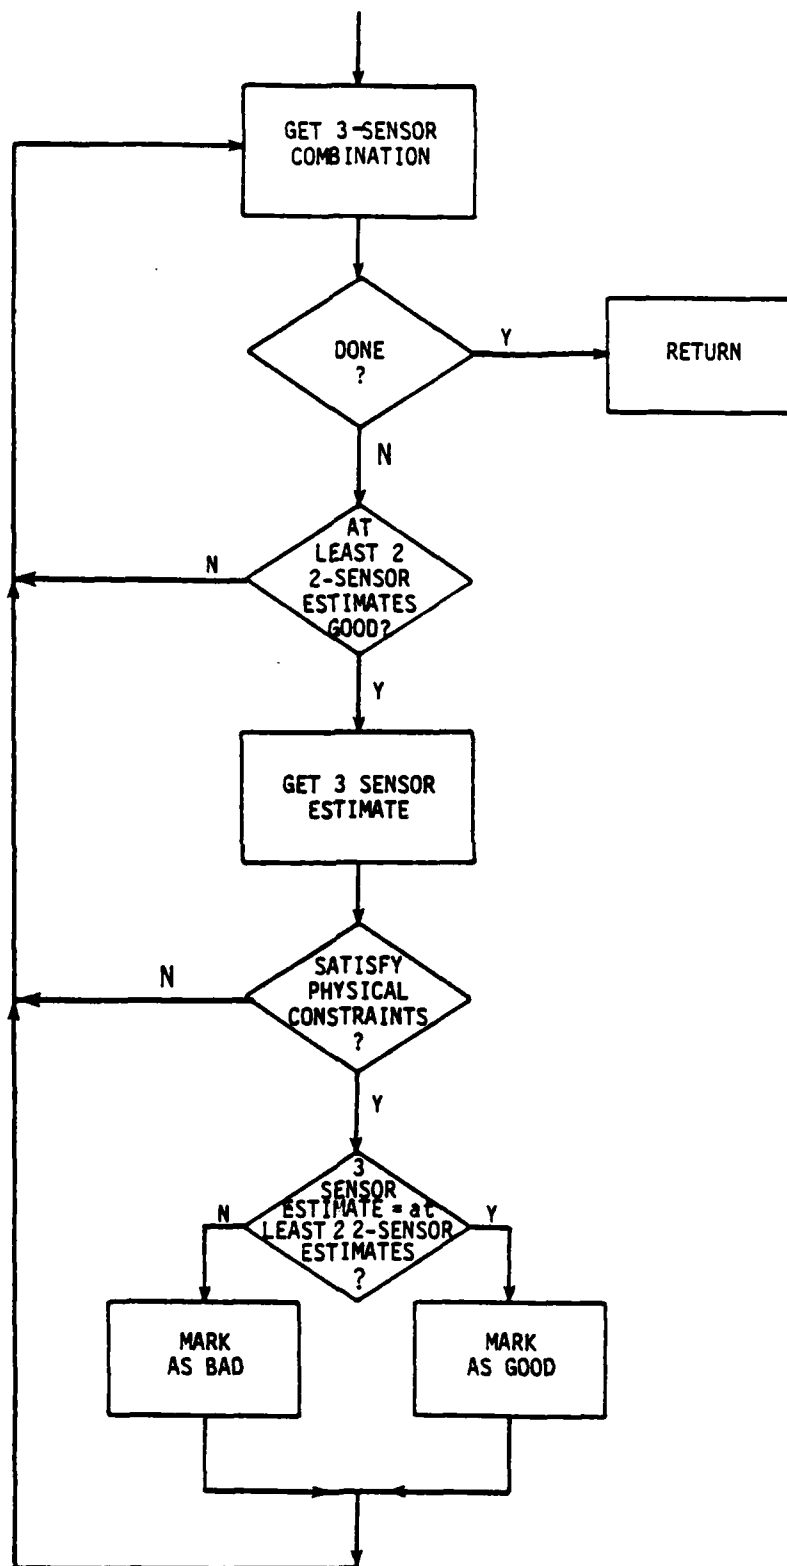 GET 3-SENSOR
COMBINATION
DONE
?
Y
RETURN
N
AT
LEAST 2
2-SENSOR
ESTIMATES
GOOD?
N
Y
GET 3 SENSOR
ESTIMATE
SATISFY
PHYSICAL
CONSTRAINTS
?
N
Y
3
SENSOR
ESTIMATE = at
LEAST 2 2-SENSOR
ESTIMATES
?
N
Y
MARK
AS BAD
MARK
AS GOOD